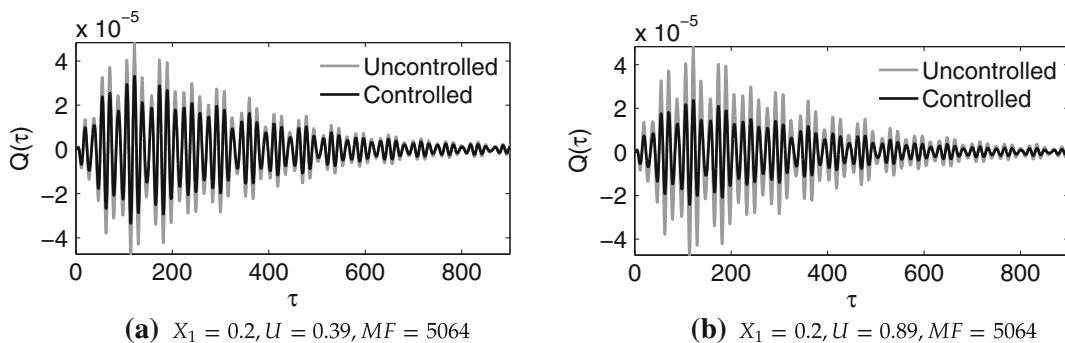 x 10⁻⁵
4
2
0
−2
−4
Q(τ)
Uncontrolled
Controlled
0 200 400 600 800
τ
(a) X₁ = 0.2, U = 0.39, MF = 5064
x 10⁻⁵
4
2
0
−2
−4
Q(τ)
Uncontrolled
Controlled
0 200 400 600 800
τ
(b) X₁ = 0.2, U = 0.89, MF = 5064